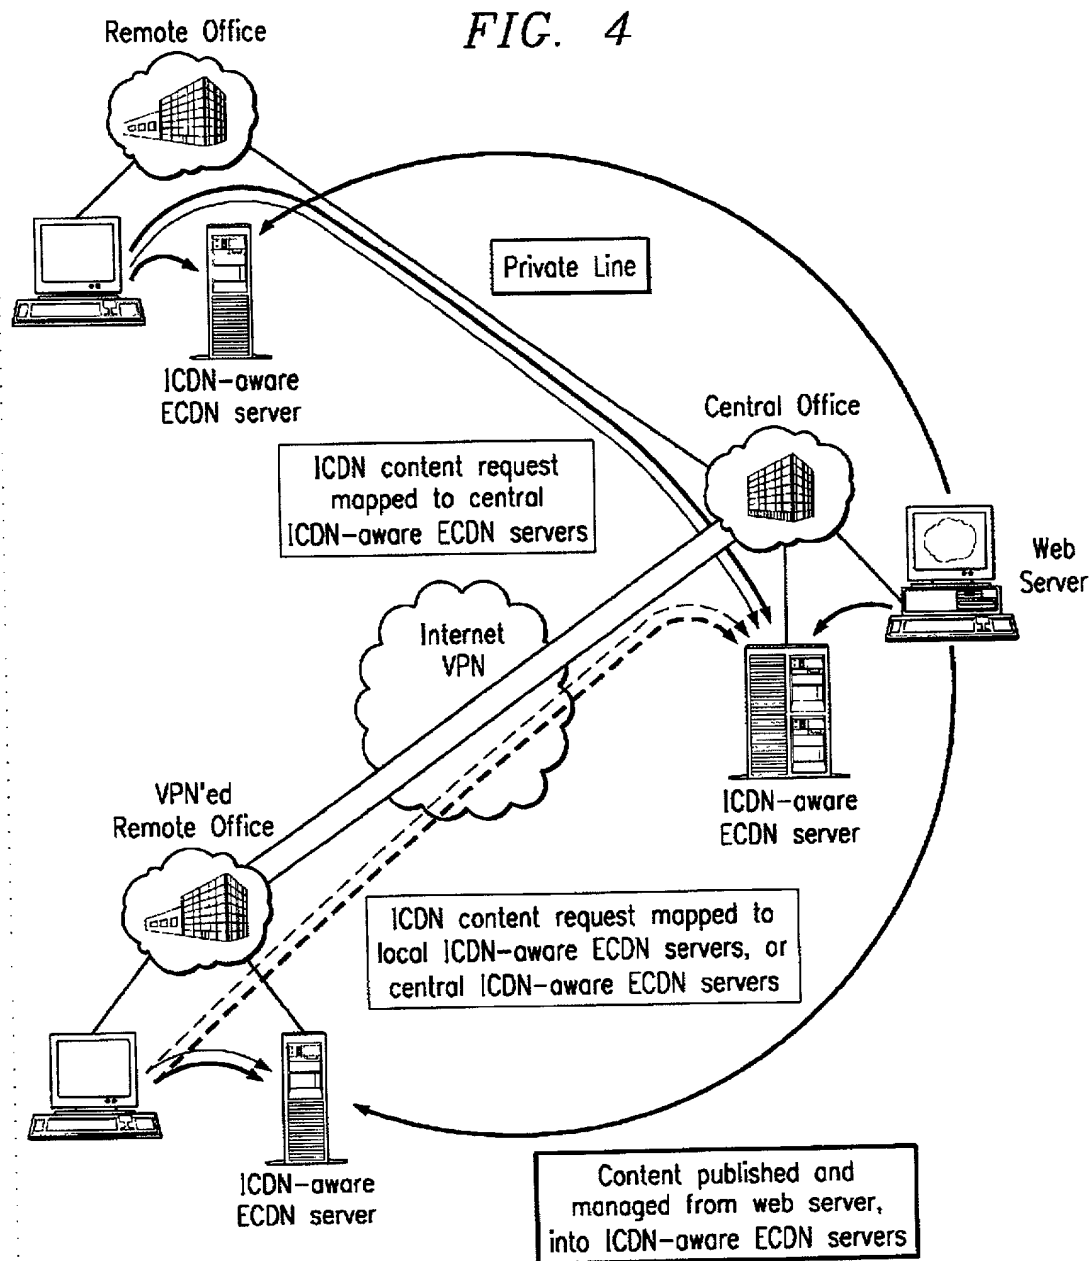 FIG. 4
Remote Office
Private Line
ICDN-aware
ECDN server
Central Office
ICDN content request
mapped to central
ICDN-aware ECDN servers
Web
Server
Internet
VPN
ICDN-aware
ECDN server
VPN'ed
Remote Office
ICDN content request mapped to
local ICDN-aware ECDN servers, or
central ICDN-aware ECDN servers
ICDN-aware
ECDN server
Content published and
managed from web server,
into ICDN-aware ECDN servers